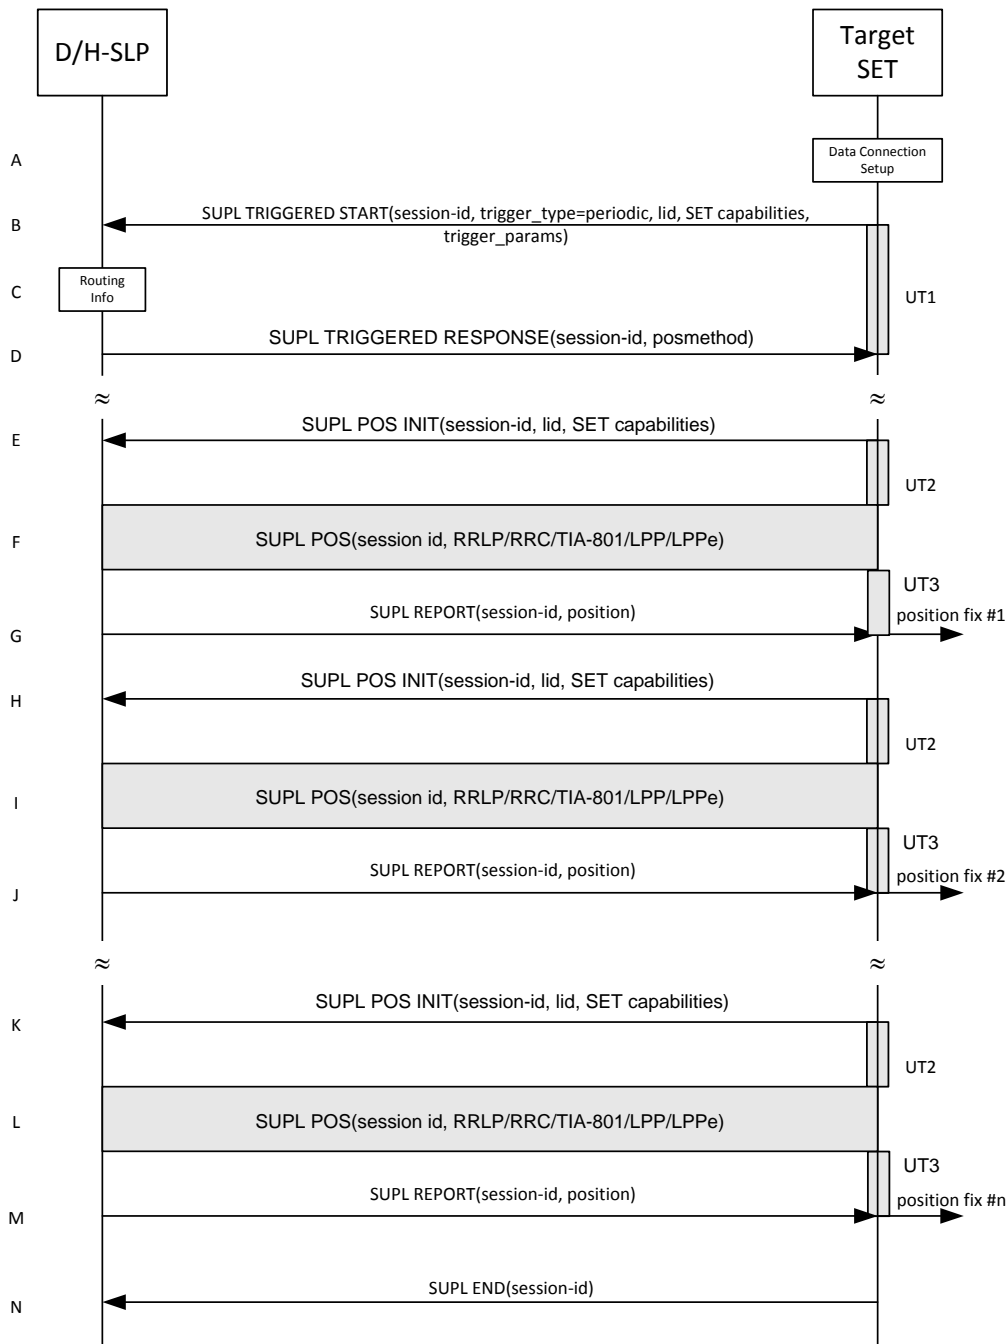 D/H-SLP
Target
SET
A
Data Connection
Setup
B
SUPL TRIGGERED START(session-id, trigger_type=periodic, lid, SET capabilities,
trigger_params)
C
Routing
Info
UT1
D
SUPL TRIGGERED RESPONSE(session-id, posmethod)
≈
≈
E
SUPL POS INIT(session-id, lid, SET capabilities)
UT2
F
SUPL POS(session id, RRLP/RRC/TIA-801/LPP/LPPe)
UT3
G
SUPL REPORT(session-id, position)
position fix #1
H
SUPL POS INIT(session-id, lid, SET capabilities)
UT2
I
SUPL POS(session id, RRLP/RRC/TIA-801/LPP/LPPe)
UT3
J
SUPL REPORT(session-id, position)
position fix #2
≈
≈
K
SUPL POS INIT(session-id, lid, SET capabilities)
UT2
L
SUPL POS(session id, RRLP/RRC/TIA-801/LPP/LPPe)
UT3
M
SUPL REPORT(session-id, position)
position fix #n
N
SUPL END(session-id)